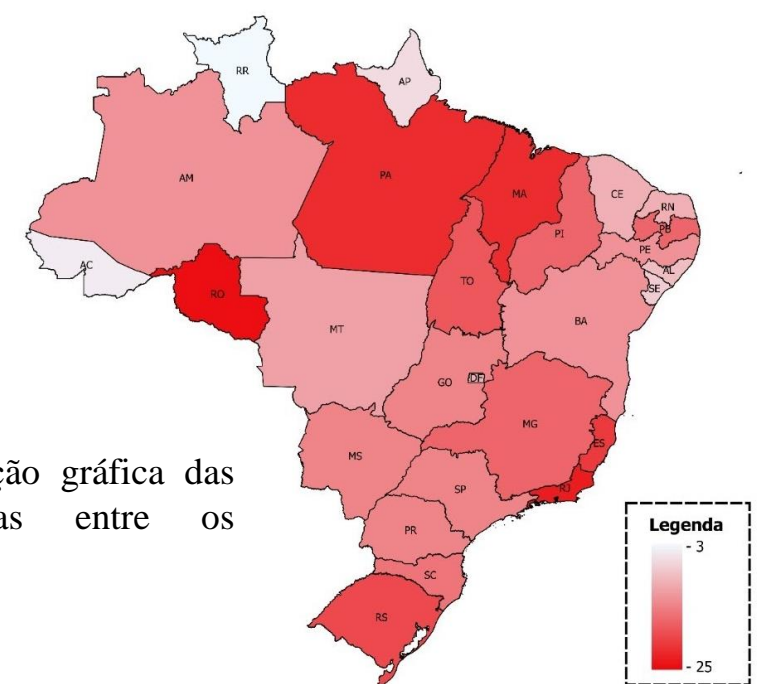 RR
AP
AM
PA
MA
CE
RN
PB
PI
PE
AL
SE
AC
TO
RO
BA
MT
GO
DF
MG
ES
MS
SP
RJ
PR
SC
RS
ção gráfica das
as entre os
Legenda
- 3
- 25